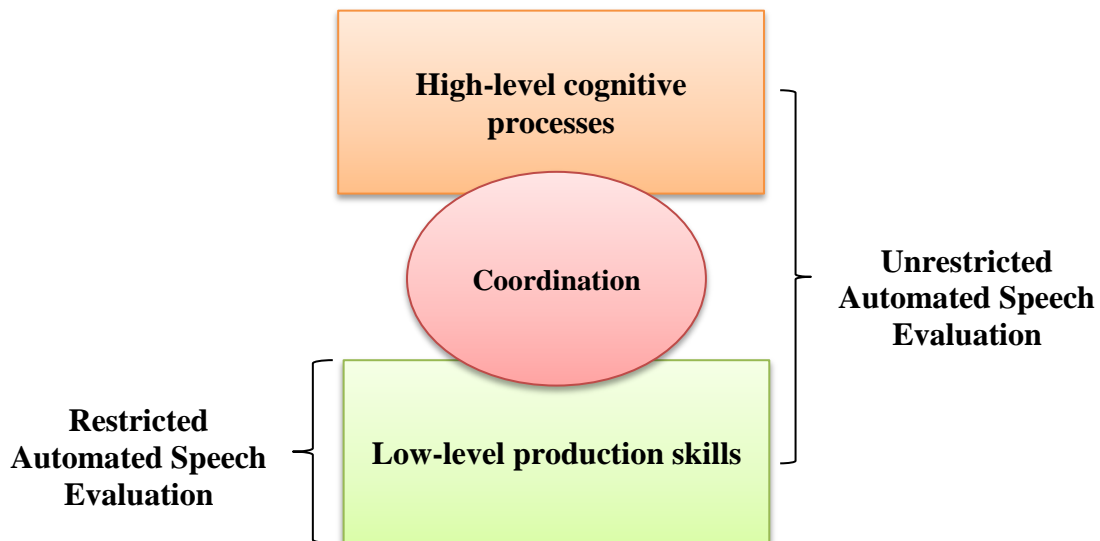 High-level cognitive
processes
Coordination
Unrestricted
Automated Speech
Evaluation
Restricted
Automated Speech
Evaluation
Low-level production skills